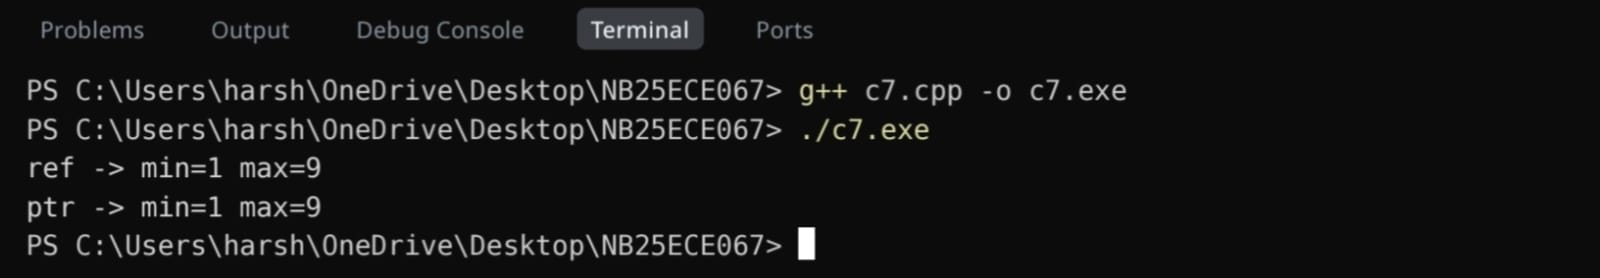 Problems Output Debug Console Terminal Ports
PS C:\Users\harsh\OneDrive\Desktop\NB25ECE067> g++ c7.cpp -o c7.exe
PS C:\Users\harsh\OneDrive\Desktop\NB25ECE067> ./c7.exe
ref -> min=1 max=9
ptr -> min=1 max=9
PS C:\Users\harsh\OneDrive\Desktop\NB25ECE067>